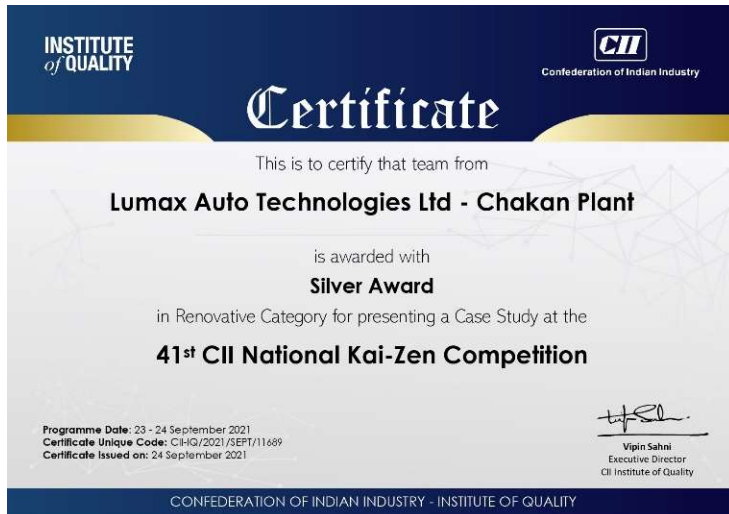 INSTITUTE
of QUALITY
CII
Confederation of Indian Industry
Certificate
This is to certify that team from
Lumax Auto Technologies Ltd - Chakan Plant
is awarded with
Silver Award
in Renovative Category for presenting a Case Study at the
41st CII National Kai-Zen Competition
Programme Date: 23 - 24 September 2021
Certificate Unique Code: CII-IQ/2021/SEPT/11689
Certificate Issued on: 24 September 2021
Vipin Sahni
Executive Director
CII Institute of Quality
CONFEDERATION OF INDIAN INDUSTRY - INSTITUTE OF QUALITY